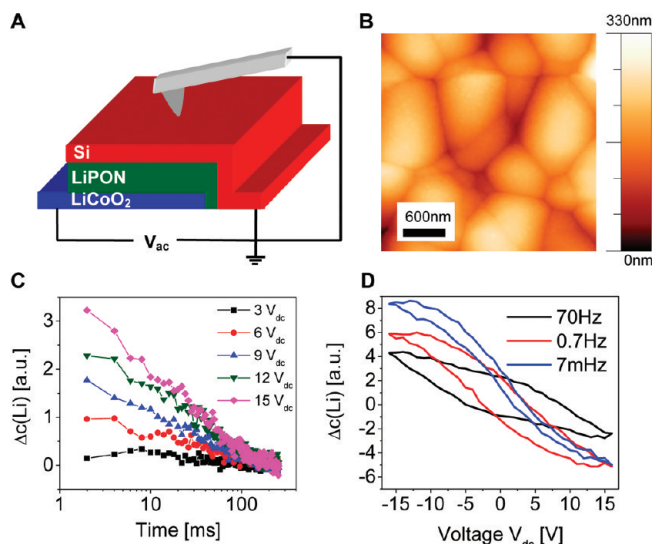 A
Si
LiPON
LiCoO₂
Vac
B
330nm
600nm
0nm
C
Δc(Li) [a.u.]
3
2
1
0
3 Vdc
6 Vdc
9 Vdc
12 Vdc
15 Vdc
1 10 100
Time [ms]
D
Δc(Li) [a.u.]
8
6
4
2
0
-2
-4
-6
70Hz
0.7Hz
7mHz
-15 -10 -5 0 5 10 15
Voltage Vdc [V]